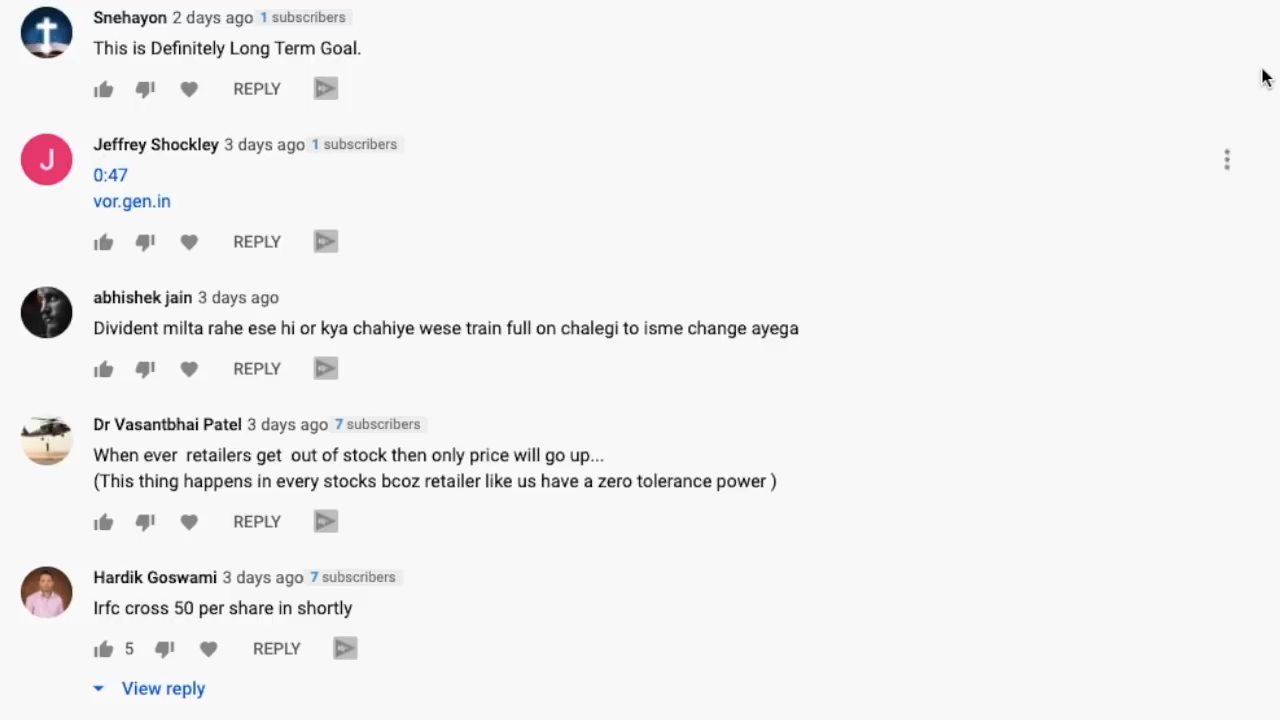 Snehayon 2 days ago 1 subscribers
This is Definitely Long Term Goal.
REPLY
J
Jeffrey Shockley 3 days ago 1 subscribers
0:47
vor.gen.in
REPLY
abhishek jain 3 days ago
Divident milta rahe ese hi or kya chahiye wese train full on chalegi to isme change ayega
REPLY
Dr Vasantbhai Patel 3 days ago 7 subscribers
When ever retailers get out of stock then only price will go up...
(This thing happens in every stocks bcoz retailer like us have a zero tolerance power )
REPLY
Hardik Goswami 3 days ago 7 subscribers
Irfc cross 50 per share in shortly
5 REPLY
View reply